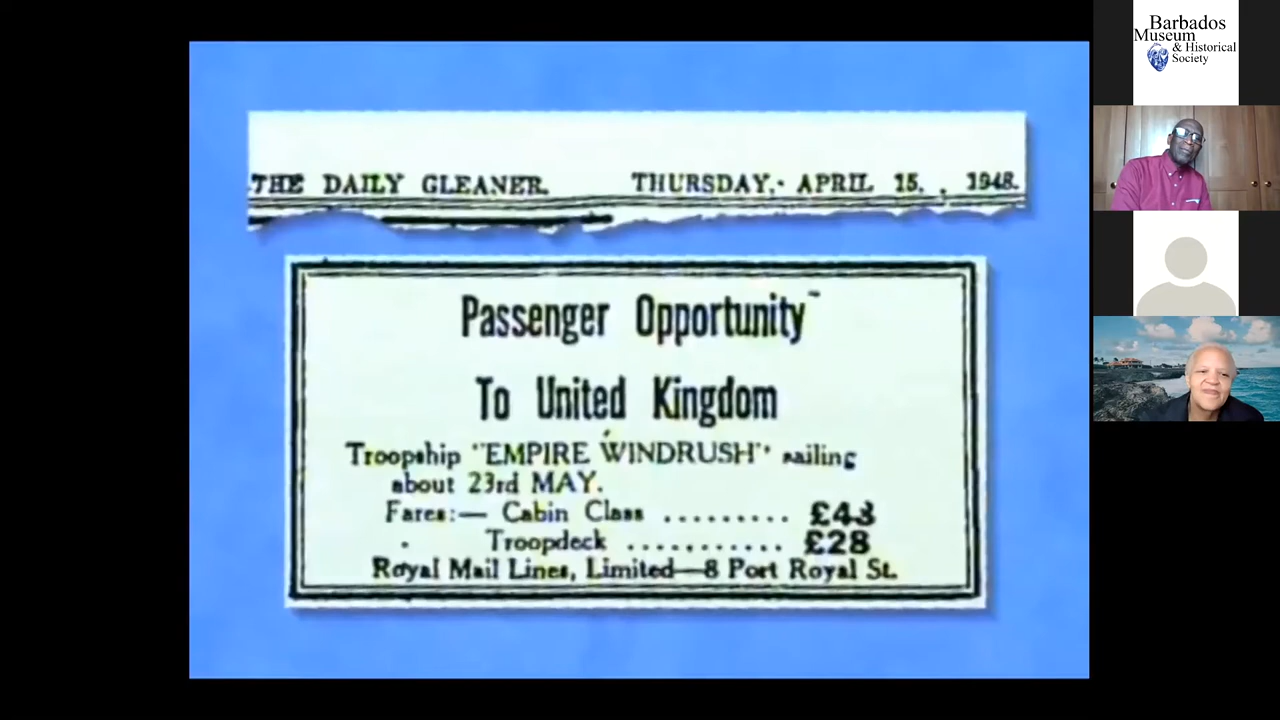 THE DAILY GLEANER. THURSDAY, APRIL 15, 1948.
Passenger Opportunity
To United Kingdom
Troopship "EMPIRE WINDRUSH" sailing
about 23rd MAY.
Fares:— Cabin Class ......... £43
Troopdeck ........... £28
Royal Mail Lines, Limited—8 Port Royal St.
Barbados
Museum
& Historical
Society